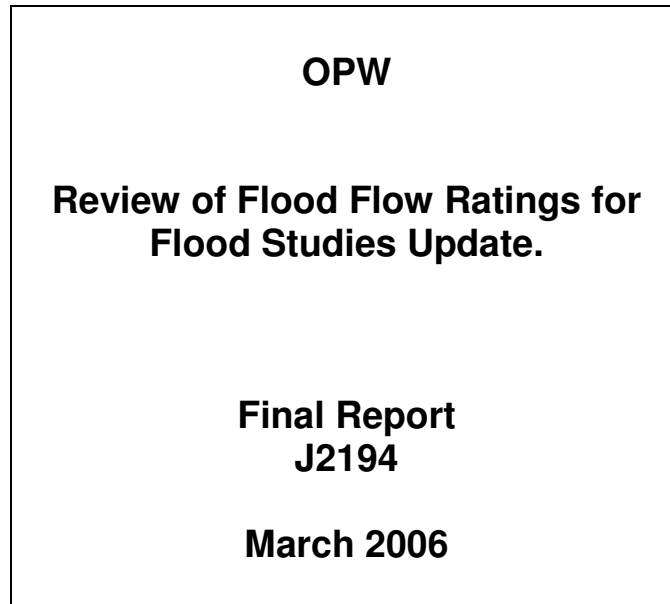 OPW
Review of Flood Flow Ratings for
Flood Studies Update.
Final Report
J2194
March 2006